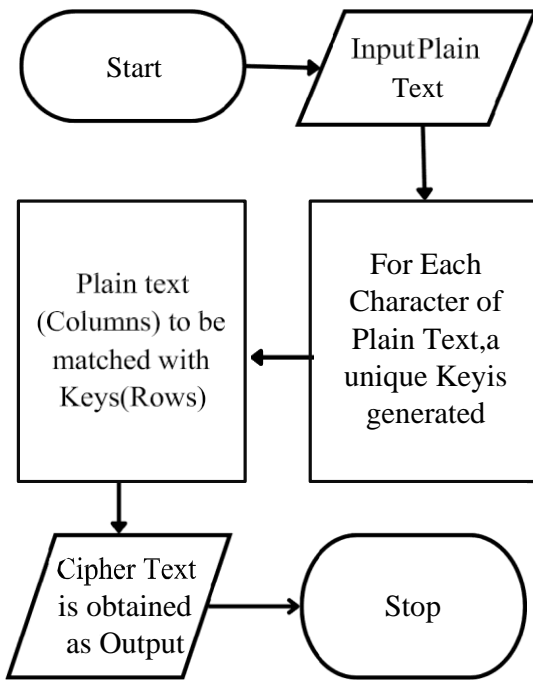 Start
InputPlain
Text
For Each
Character of
Plain Text,a
unique Keyis
generated
Plain text
(Columns) to be
matched with
Keys(Rows)
Cipher Text
is obtained
as Output
Stop